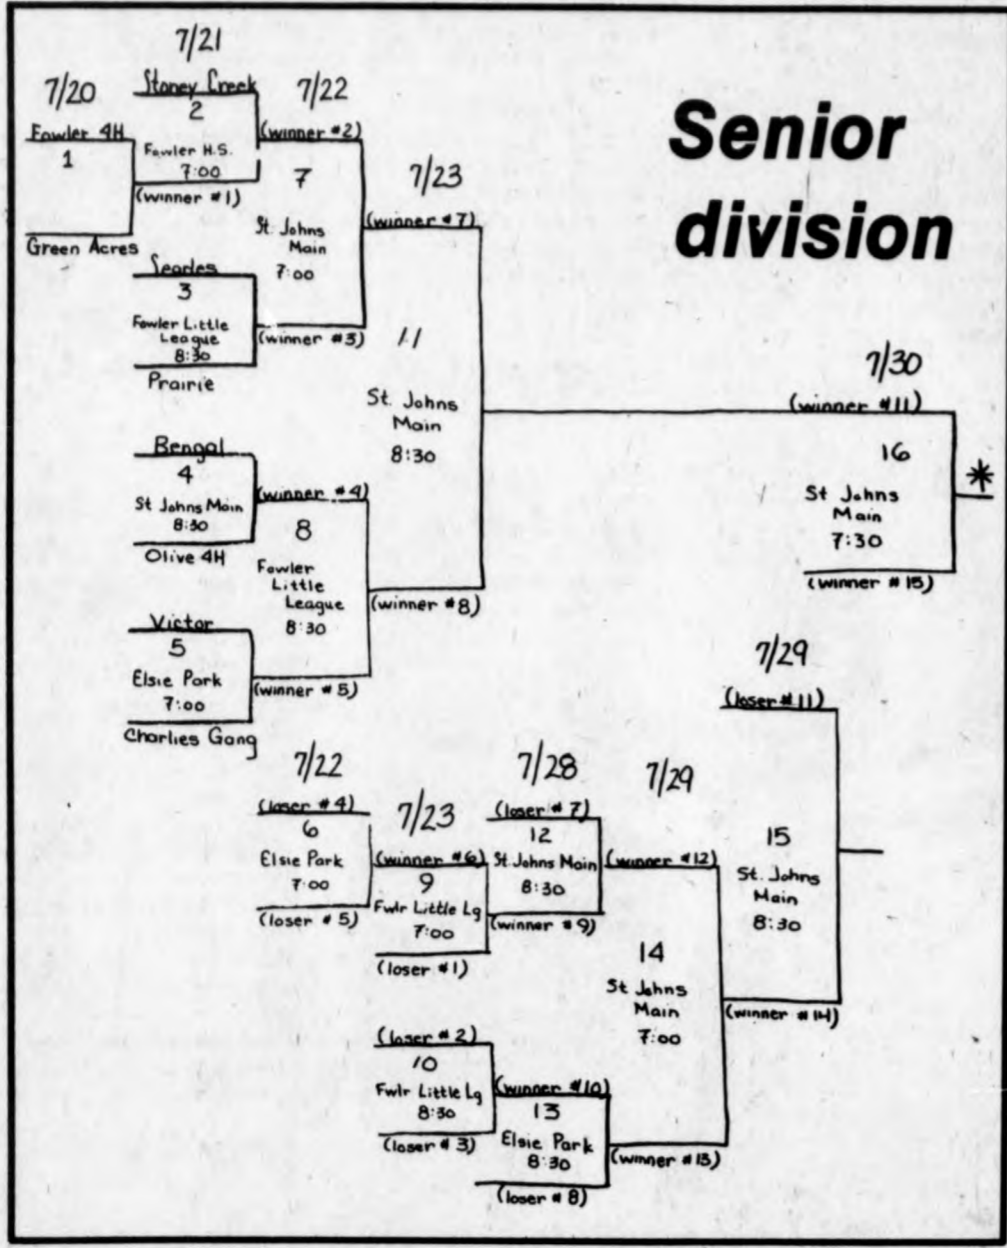 Senior
division
7/20
Fowler 4H
1
Green Acres
7/21
Stoney Creek
2
Fowler H.S.
7:00
(winner #1)
Searles
3
Fowler Little
League
8:30
Prairie
Bengal
4
St Johns Main
8:30
Olive 4H
Victor
5
Elsie Park
7:00
Charlies Gang
7/22
(winner #2)
7
St. Johns
Main
7:00
(winner #3)
(winner #4)
8
Fowler
Little
League
8:30
(winner #5)
7/23
(winner #7)
11
St. Johns
Main
8:30
(winner #8)
7/30
(winner #11)
16
St Johns
Main
7:30
(winner #15)
*
7/22
(loser #4)
6
Elsie Park
7:00
(loser #5)
7/23
(winner #6)
9
Fwlr Little Lg
7:00
(loser #1)
(loser #2)
10
Fwlr Little Lg
8:30
(loser #3)
7/28
(loser #7)
12
St Johns Main
8:30
(winner #9)
(winner #10)
13
Elsie Park
8:30
(loser #8)
7/29
(winner #12)
14
St Johns
Main
7:00
(winner #13)
7/29
(loser #11)
15
St. Johns
Main
8:30
(winner #14)